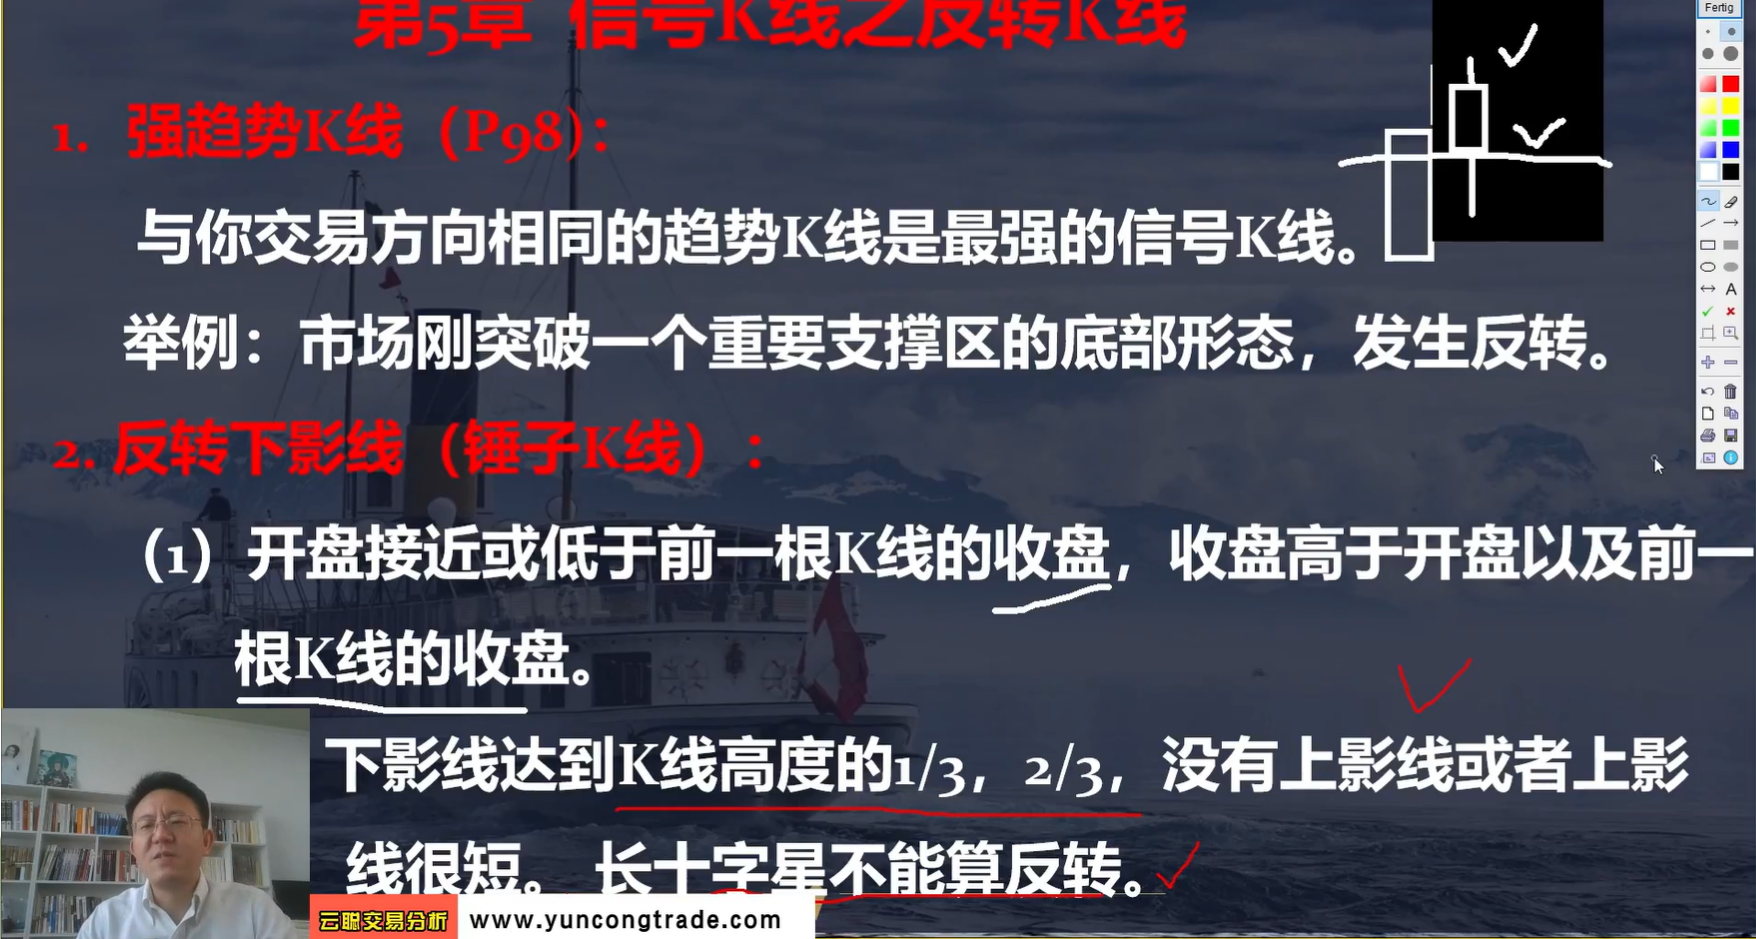 第5章 信号K线之反转K线
Fertig
1. 强趋势K线（P98）：
与你交易方向相同的趋势K线是最强的信号K线。
举例：市场刚突破一个重要支撑区的底部形态，发生反转。
2. 反转下影线（锤子K线）：
（1）开盘接近或低于前一根K线的收盘，收盘高于开盘以及前一
根K线的收盘。
下影线达到K线高度的1/3，2/3，没有上影线或者上影
线很短。 长十字星不能算反转。
云聪交易分析 www.yuncongtrade.com